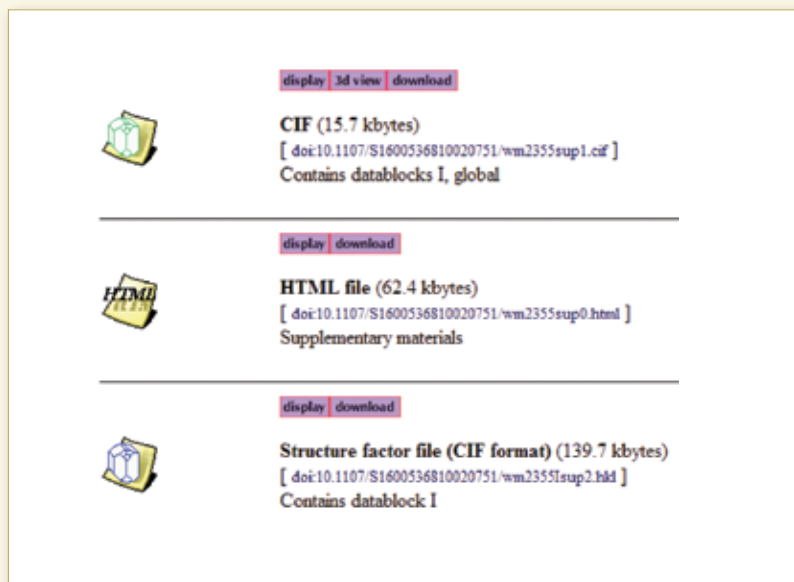 display 3d view download
CIF (15.7 kbytes)
[ doi:10.1107/S1600536810020751/wm2355sup1.cif ]
Contains datablocks I, global
display download
HTML
HTML file (62.4 kbytes)
[ doi:10.1107/S1600536810020751/wm2355sup0.html ]
Supplementary materials
display download
Structure factor file (CIF format) (139.7 kbytes)
[ doi:10.1107/S1600536810020751/wm2355Isup2.hkl ]
Contains datablock I